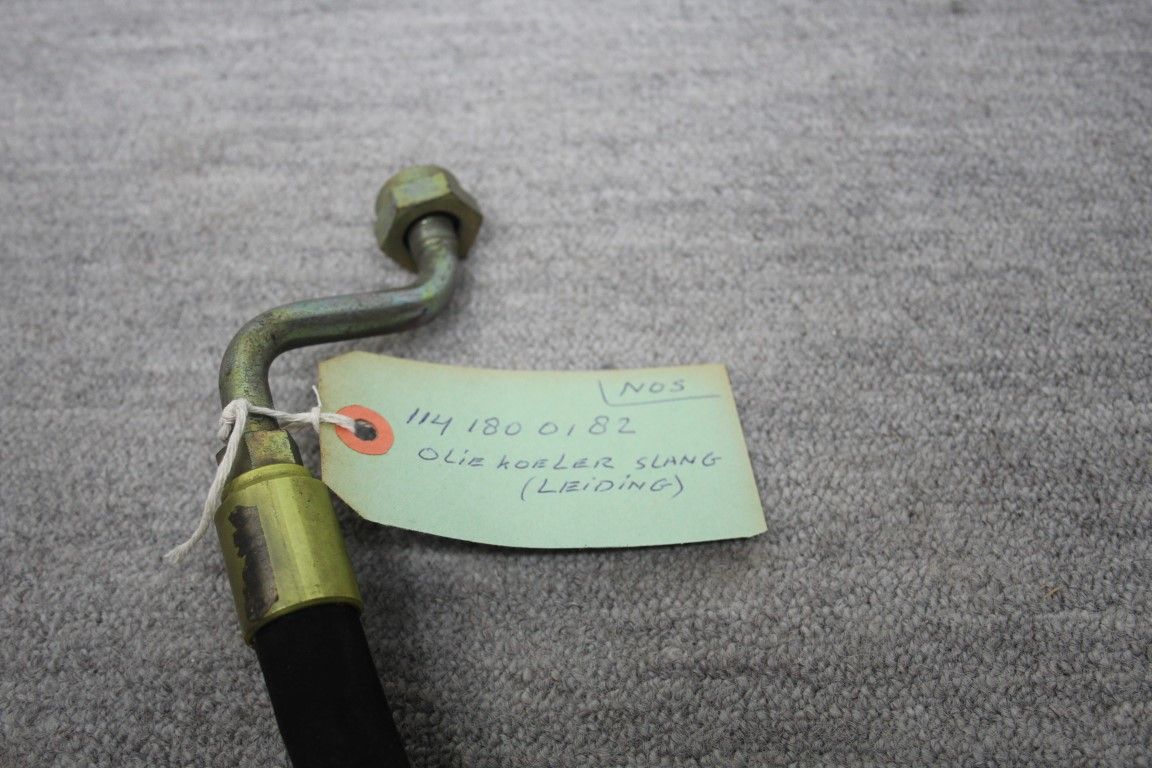 NOS
114 180 01 82
OLIE KOELER SLANG
(LEIDING)